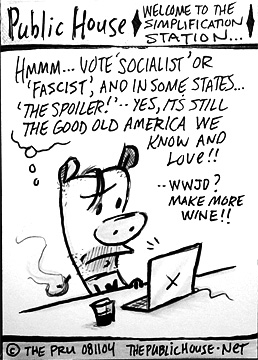 Public House
WELCOME TO THE
SIMPLIFICATION
STATION...
HMMM... VOTE 'SOCIALIST' OR
'FASCIST', AND IN SOME STATES...
'THE SPOILER!'-- YES, ITS STILL
THE GOOD OLD AMERICA WE
KNOW AND
LOVE!!
-- WWJD?
MAKE MORE
WINE!!
X
© THE PRU 081104 THEPUBLICHOUSE.NET